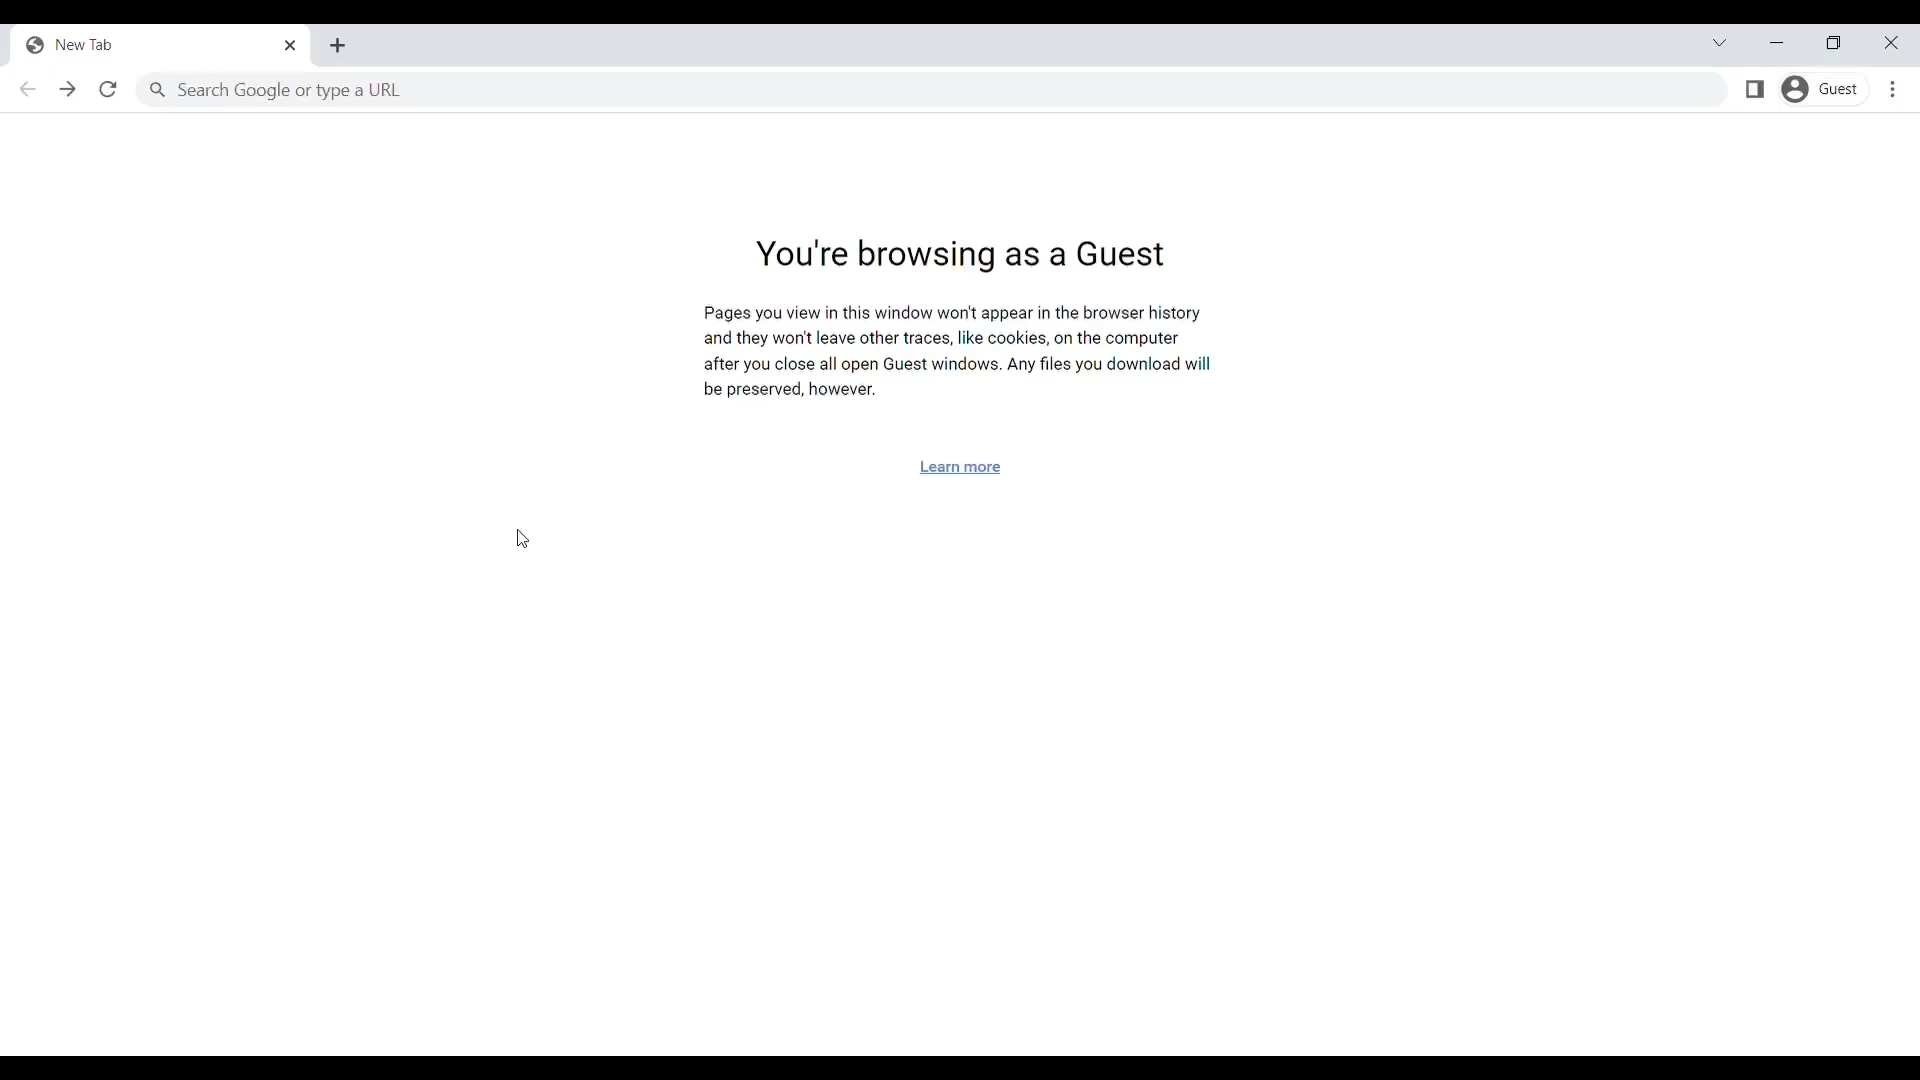 New Tab
Search Google or type a URL
Guest
You're browsing as a Guest
Pages you view in this window won't appear in the browser history
and they won't leave other traces, like cookies, on the computer
after you close all open Guest windows. Any files you download will
be preserved, however.
Learn more